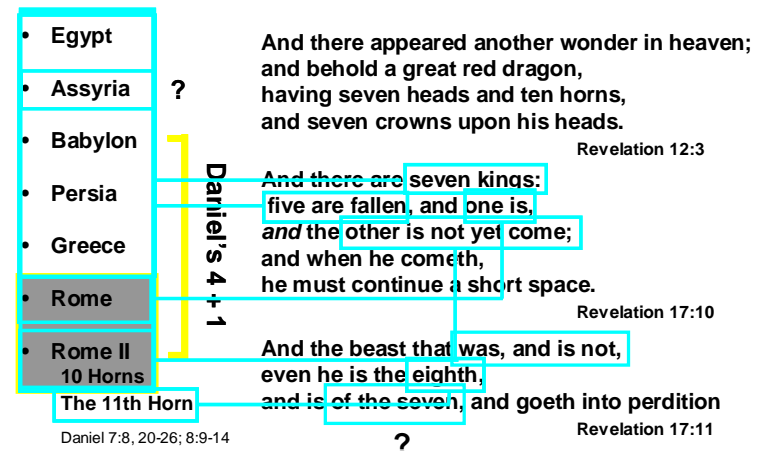 • Egypt
• Assyria ?
• Babylon
• Persia
• Greece
• Rome
• Rome II
10 Horns
The 11th Horn
Daniel 7:8, 20-26; 8:9-14
Daniel's 4 + 1
And there appeared another wonder in heaven;
and behold a great red dragon,
having seven heads and ten horns,
and seven crowns upon his heads.
Revelation 12:3
And there are seven kings:
five are fallen, and one is,
and the other is not yet come;
and when he cometh,
he must continue a short space.
Revelation 17:10
And the beast that was, and is not,
even he is the eighth,
and is of the seven, and goeth into perdition
Revelation 17:11
?